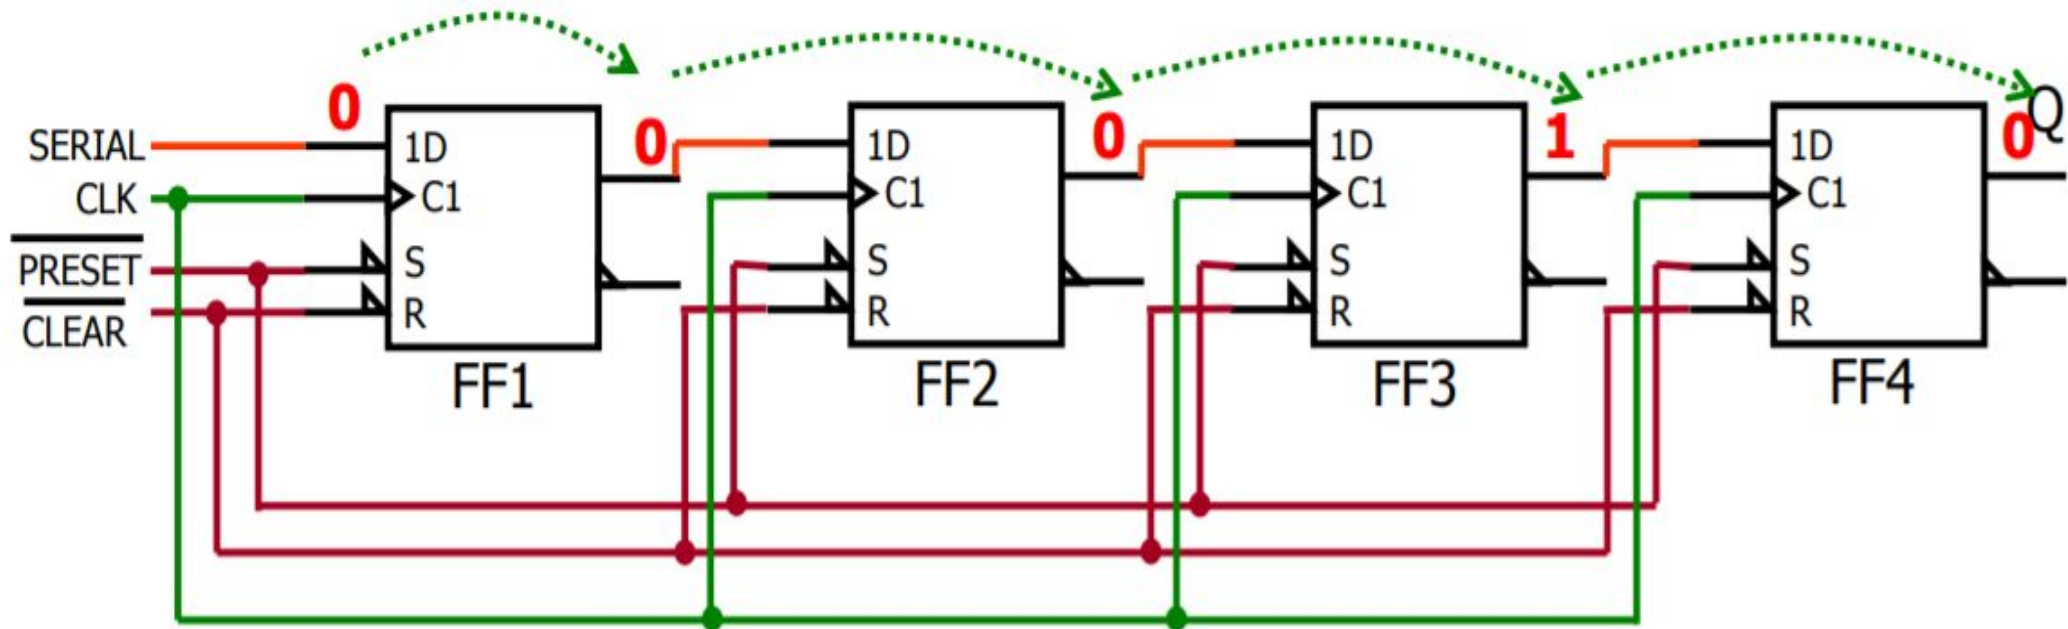 0 0 0 1 0 Q
SERIAL 1D 1D 1D 1D
CLK C1 C1 C1 C1
PRESET S S S S
CLEAR R R R R
FF1 FF2 FF3 FF4